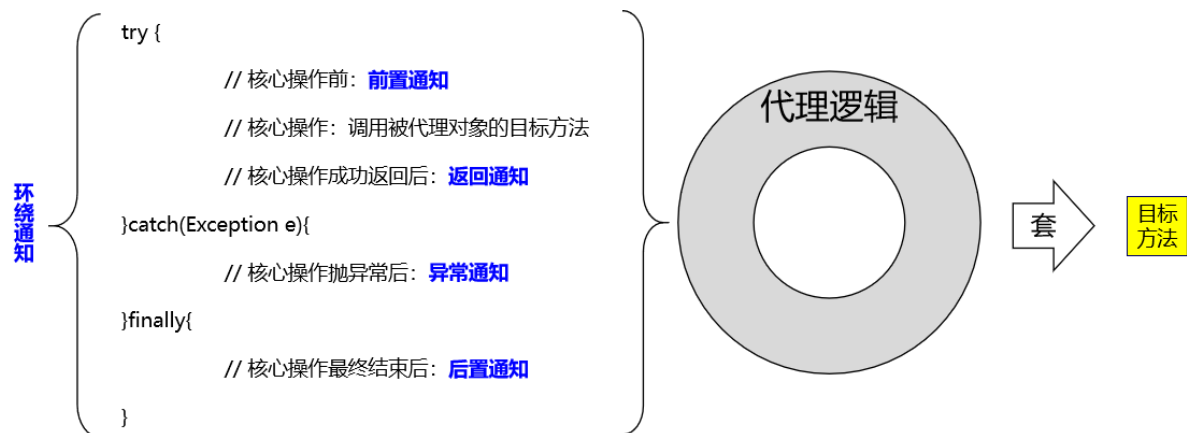 环绕通知
try {
// 核心操作前：前置通知
// 核心操作：调用被代理对象的目标方法
// 核心操作成功返回后：返回通知
}catch(Exception e){
// 核心操作抛异常后：异常通知
}finally{
// 核心操作最终结束后：后置通知
}
代理逻辑
套
目标
方法